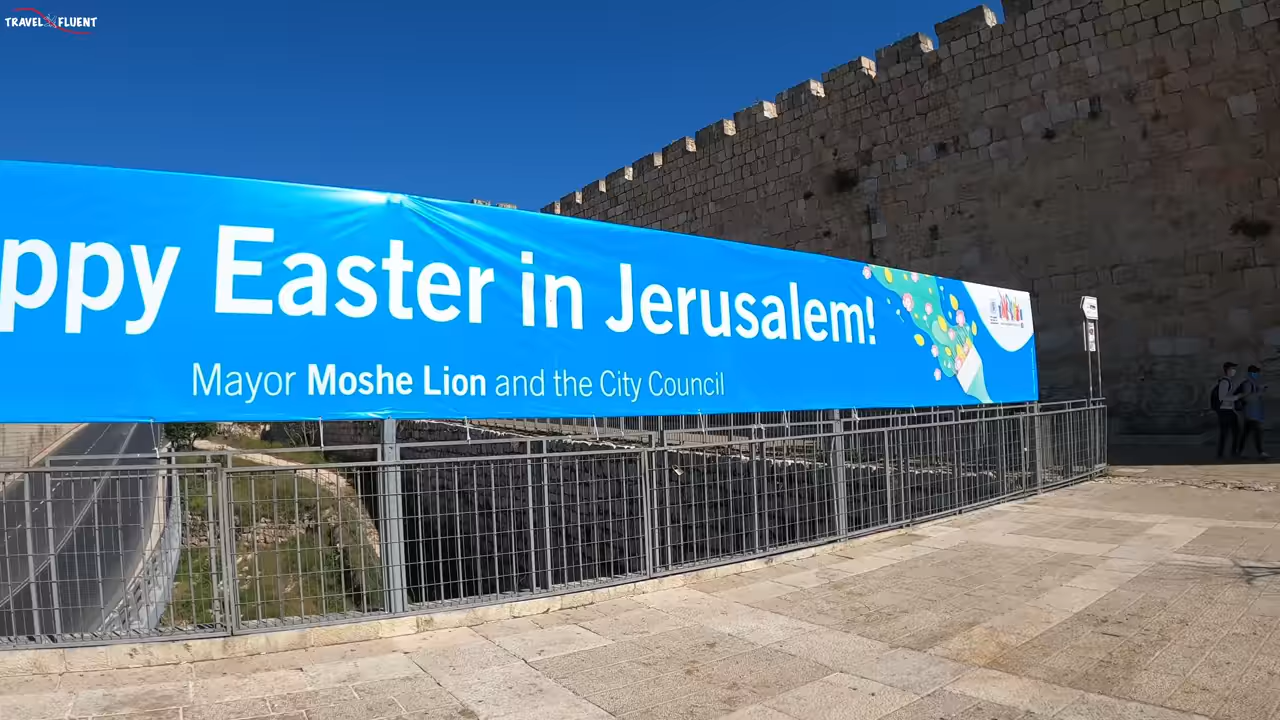 TRAVEL FLUENT
ppy Easter in Jerusalem!
Mayor Moshe Lion and the City Council